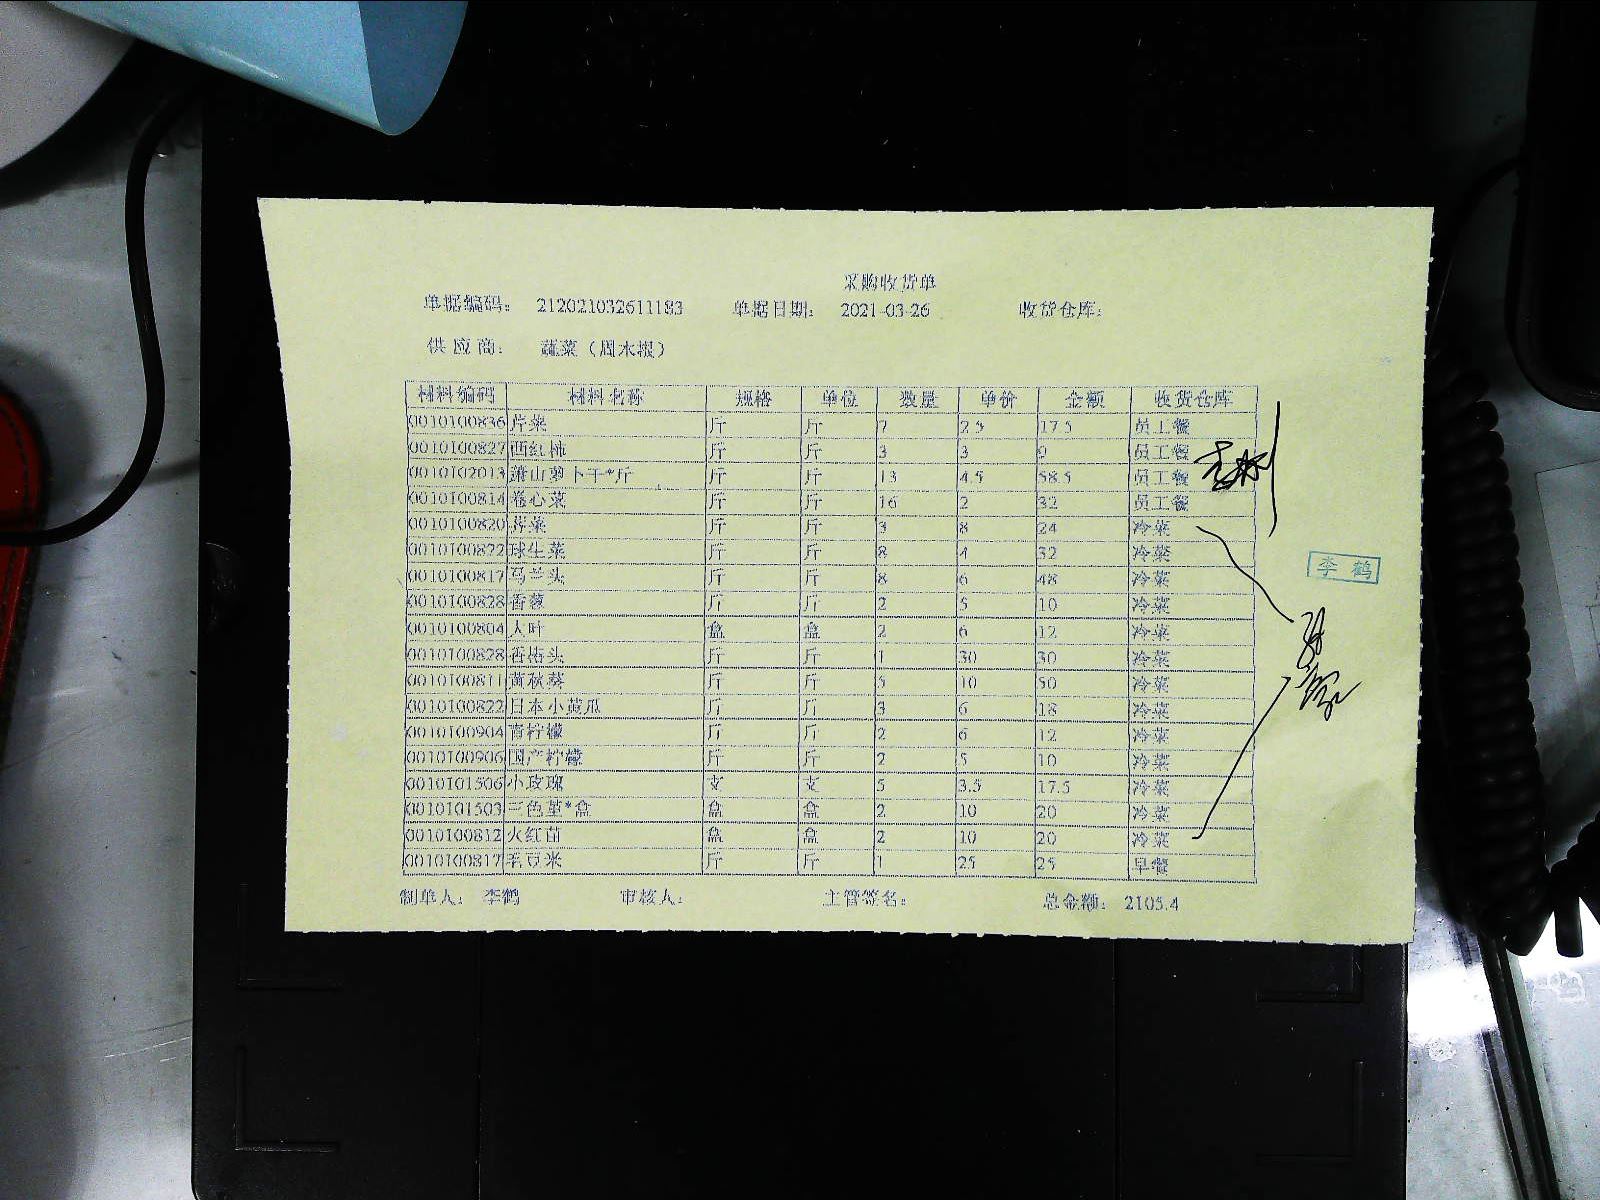 采购收货单
单据编码： 212021032611183 单据日期： 2021-03-26 收货仓库：
供应商： 蔬菜（周木根）
材料编码 材料名称 规格 单位 数量 单价 金额 收货仓库
0010100836 芹菜 斤 斤 7 2.5 17.5 员工餐
0010100827 西红柿 斤 斤 3 3 9 员工餐
0010102013 萧山萝卜干*斤 斤 斤 13 4.5 58.5 员工餐
0010100814 卷心菜 斤 斤 16 2 32 员工餐
0010100820 斤 斤 3 8 24 冷菜
0010100822 球生菜 斤 斤 8 4 32 冷菜
0010100817 马兰头 斤 斤 8 6 48 冷菜
0010100828 香葱 斤 斤 2 5 10 冷菜
0010100804 大叶 盒 盒 2 6 12 冷菜
0010100828 香椿头 斤 斤 1 30 30 冷菜
0010100811 黄秋葵 斤 斤 5 10 50 冷菜
0010100822 日本小黄瓜 斤 斤 3 6 18 冷菜
0010100904 青柠檬 斤 斤 2 6 12 冷菜
0010100906 国产柠檬 斤 斤 2 5 10 冷菜
0010101506 小玫瑰 支 支 5 3.5 17.5 冷菜
0010101503 三色堇*盒 盒 盒 2 10 20 冷菜
0010100812 火红苗 盒 盒 2 10 20 冷菜
0010100817 毛豆米 斤 斤 1 25 25 早餐
李鹤
制单人： 李鹤 审核人： 主管签名： 总金额： 2105.4